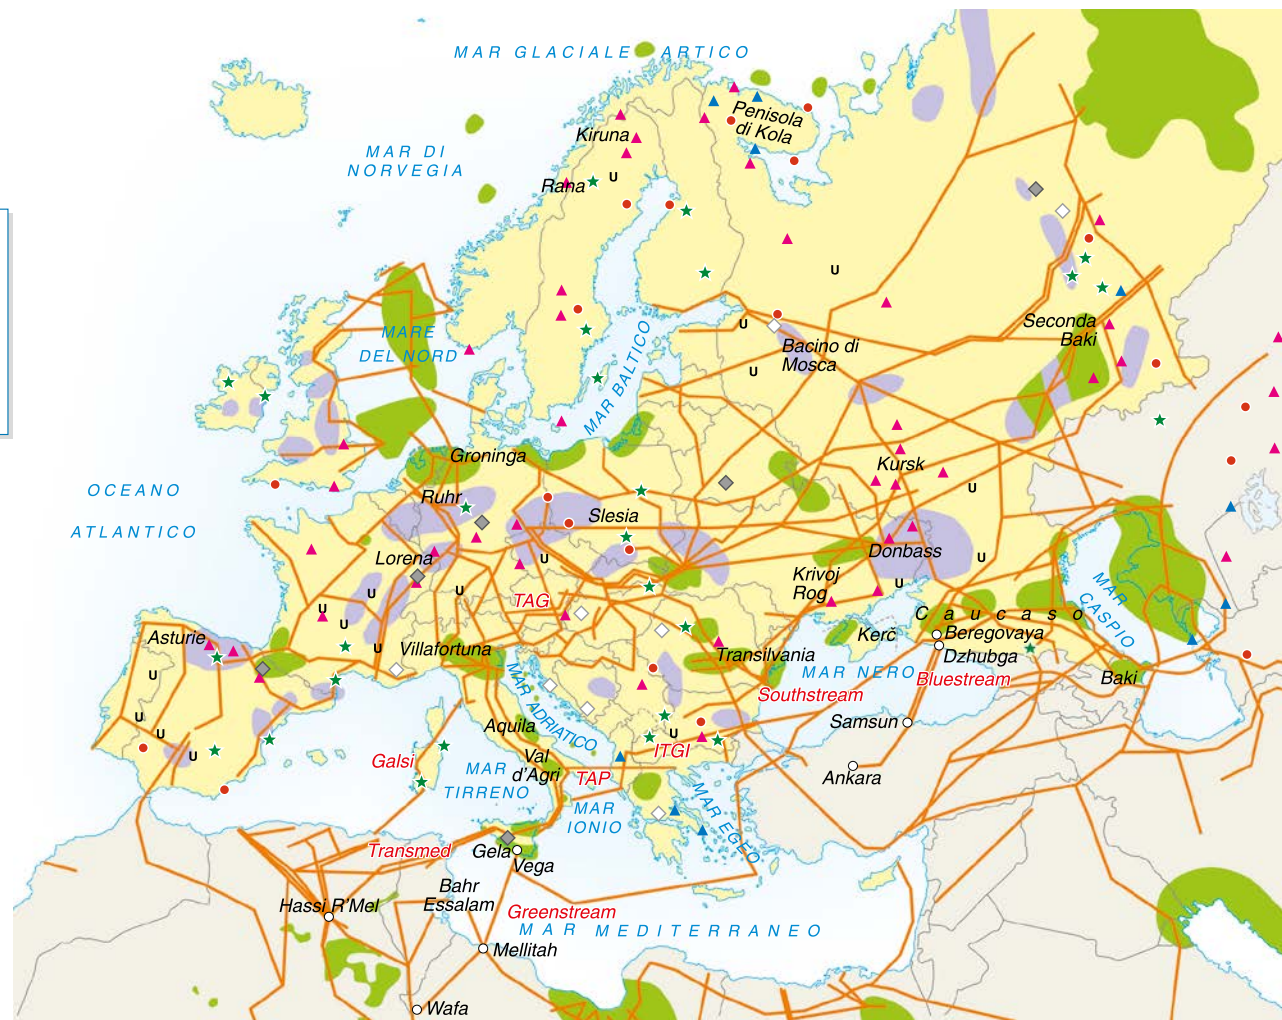 MAR GLACIALE ARTICO
Penisola
di Kola
Kiruna
MAR DI
NORVEGIA
Rana
U
U
MARE
DEL NORD
MAR BALTICO
U
U
Bacino di
Mosca
Seconda
Baki
Groninga
Kursk
OCEANO
ATLANTICO
Ruhr
U
Slesia
Lorena
U
Donbass
U
U
Krivoj
Rog
U
U
U
U
U
TAG
MAR
CASPIO
Caucaso
Asturie
Villafortuna
Kerč
Beregovaya
Dzhubga
Transilvania
MAR NERO
Bluestream
Baki
Southstream
U
U
U
U
MAR ADRIATICO
Aquila
Samsun
U
ITGI
Galsi
Val
d'Agri
TAP
MAR
TIRRENO
Ankara
MAR
IONIO
MAR EGEO
Transmed
Gela
Vega
Hassi R'Mel
Bahr
Essalam
Greenstream
MAR MEDITERRANEO
Mellitah
Wafa